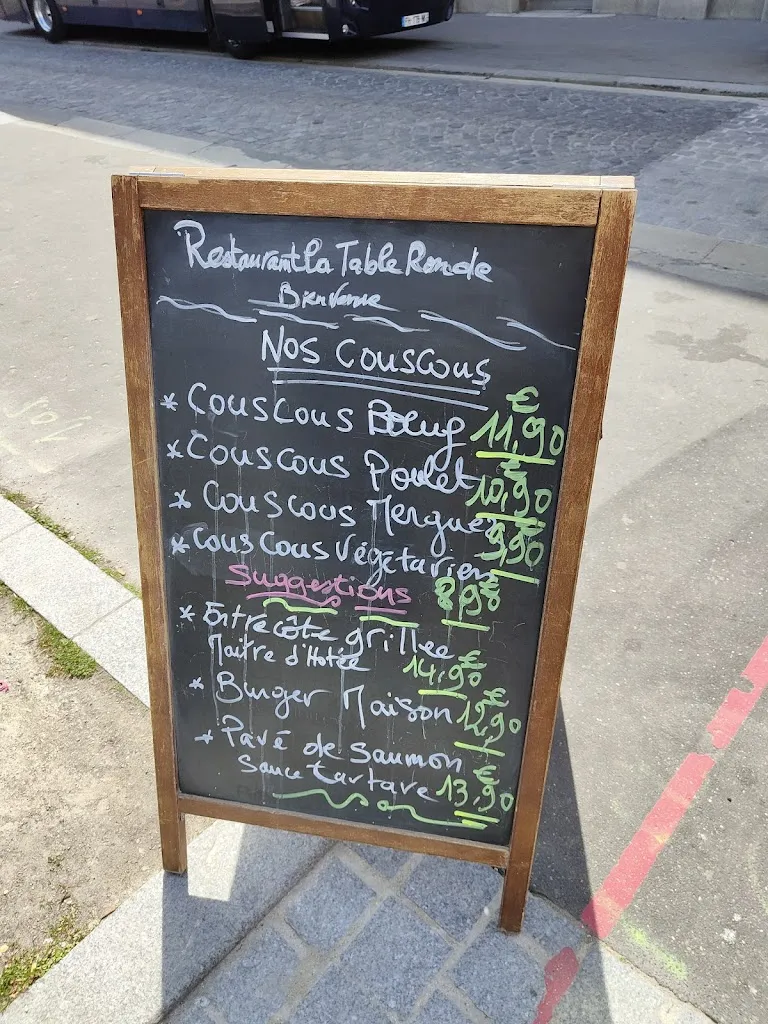 Restaurant La Table Ronde
Bienvenue
Nos Couscous
* Couscous Boeuf 11,90 €
* Couscous Poulet 10,90 €
* Couscous Merguez 9,90
* Couscous Végétarien 8,90
Suggestions
* Entrecôte grillée
Maitre d'Hotée 14,90 €
* Burger Maison 12,90 €
* Pavé de Saumon
Sauce tartare 13,90 €